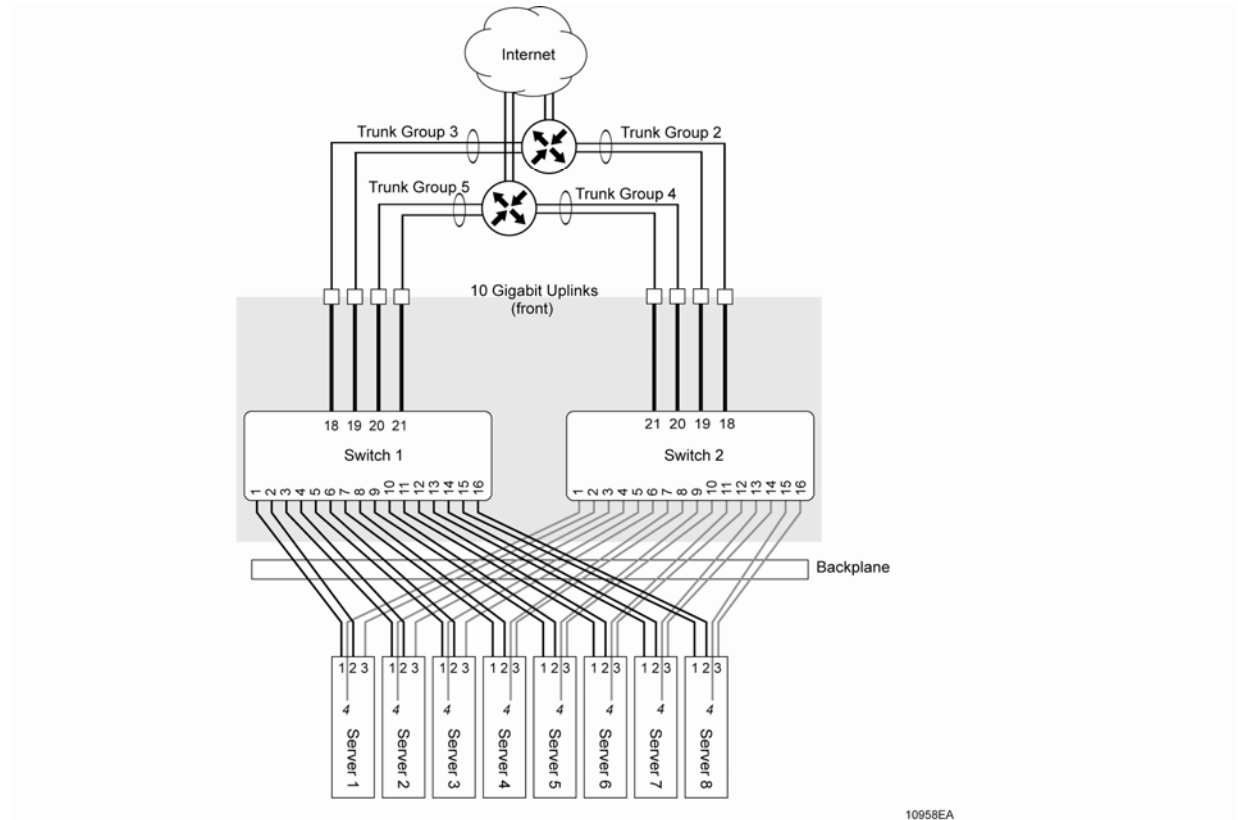 Internet
Trunk Group 3
Trunk Group 2
Trunk Group 5
Trunk Group 4
10 Gigabit Uplinks
(front)
18 19 20 21
21 20 19 18
Switch 1
Switch 2
1 2 3 4 5 6 7 8 9 10 11 12 13 14 15 16
1 2 3 4 5 6 7 8 9 10 11 12 13 14 15 16
Backplane
1 2 3
1 2 3
1 2 3
1 2 3
1 2 3
1 2 3
1 2 3
1 2 3
4
4
4
4
4
4
4
4
Server 1
Server 2
Server 3
Server 4
Server 5
Server 6
Server 7
Server 8
10958EA